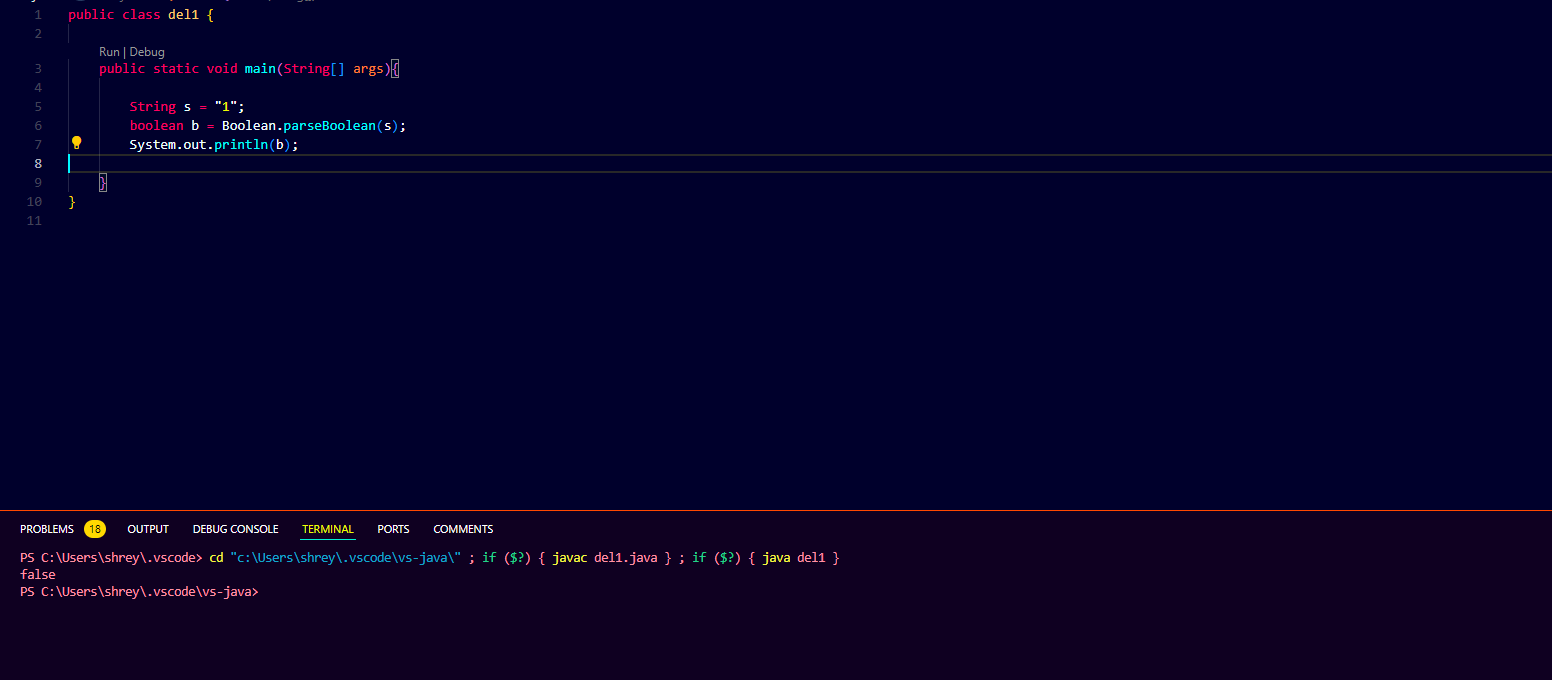 1 public class del1 {
2
Run | Debug
3 public static void main(String[] args){
4
5 String s = "1";
6 boolean b = Boolean.parseBoolean(s);
7 System.out.println(b);
8
9 }
10 }
11
PROBLEMS 18 OUTPUT DEBUG CONSOLE TERMINAL PORTS COMMENTS
PS C:\Users\shrey\.vscode> cd "c:\Users\shrey\.vscode\vs-java\" ; if ($?) { javac del1.java } ; if ($?) { java del1 }
false
PS C:\Users\shrey\.vscode\vs-java>